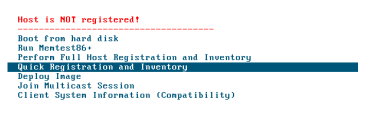 Host is NOT registered!
Boot from hard disk
Run Memtest86+
Perform Full Host Registration and Inventory
Quick Registration and Inventory
Deploy Image
Join Multicast Session
Client System Information (Compatibility)